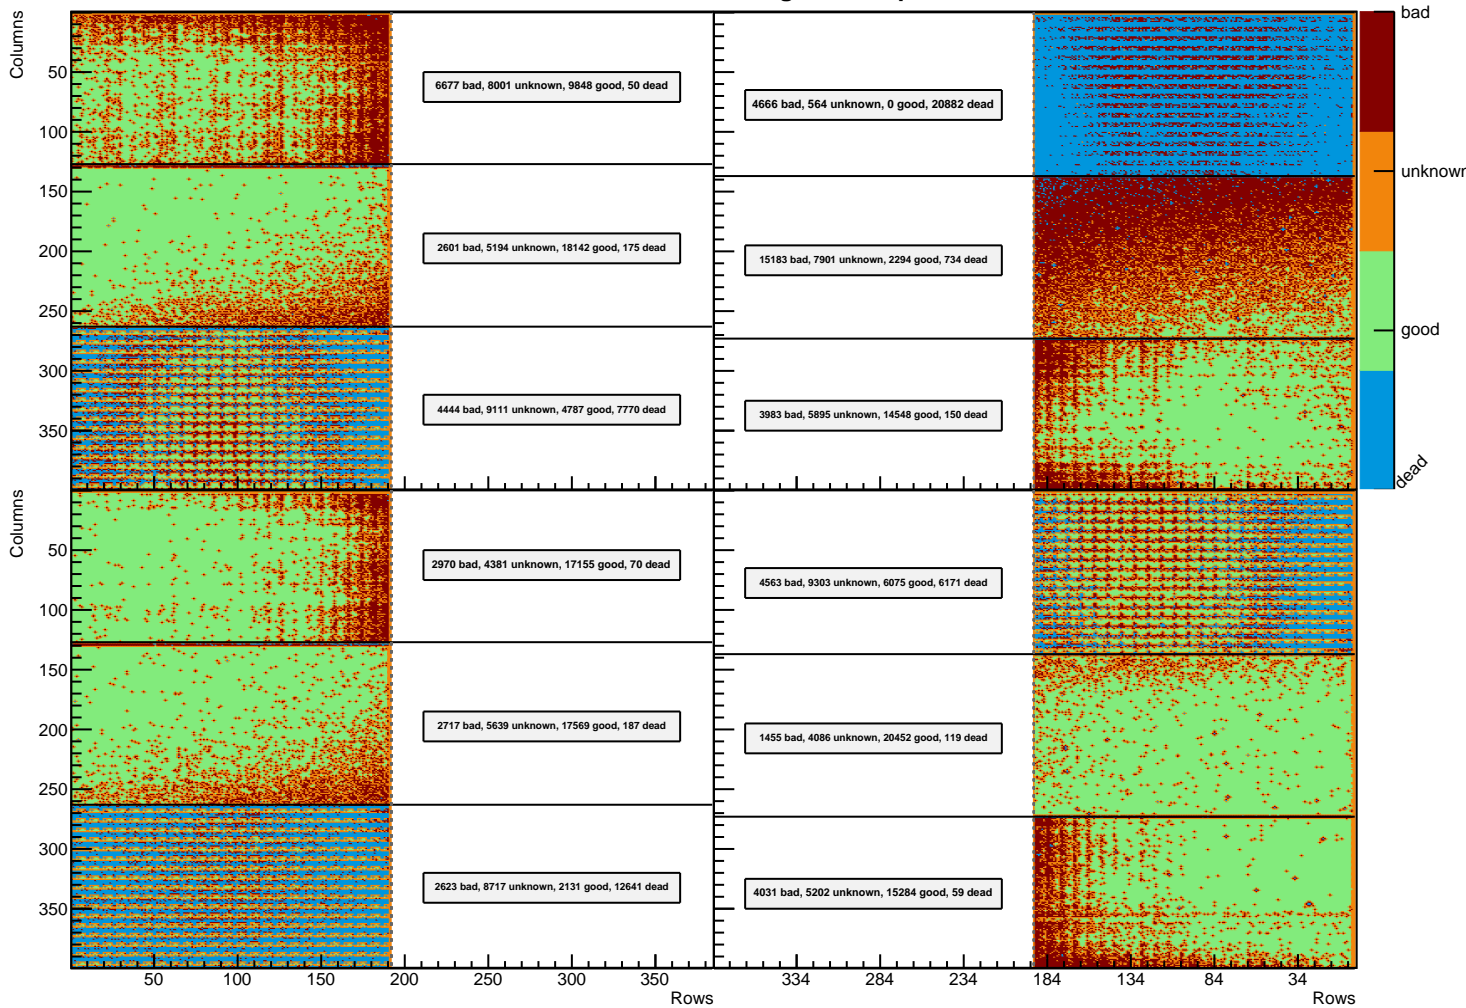 bad
Columns
50
6677 bad, 8001 unknown, 9848 good, 50 dead
4666 bad, 564 unknown, 0 good, 20882 dead
100
unknown
150
200
2601 bad, 5194 unknown, 18142 good, 175 dead
15183 bad, 7901 unknown, 2294 good, 734 dead
250
good
300
4444 bad, 9111 unknown, 4787 good, 7770 dead
3983 bad, 5895 unknown, 14548 good, 150 dead
350
dead
Columns
50
2970 bad, 4381 unknown, 17155 good, 70 dead
4563 bad, 9303 unknown, 6075 good, 6171 dead
100
150
200
2717 bad, 5639 unknown, 17569 good, 187 dead
1455 bad, 4086 unknown, 20452 good, 119 dead
250
300
2623 bad, 8717 unknown, 2131 good, 12641 dead
4031 bad, 5202 unknown, 15284 good, 59 dead
350
50 100 150 200 250 300 350 334 284 234 184 134 84 34
Rows Rows